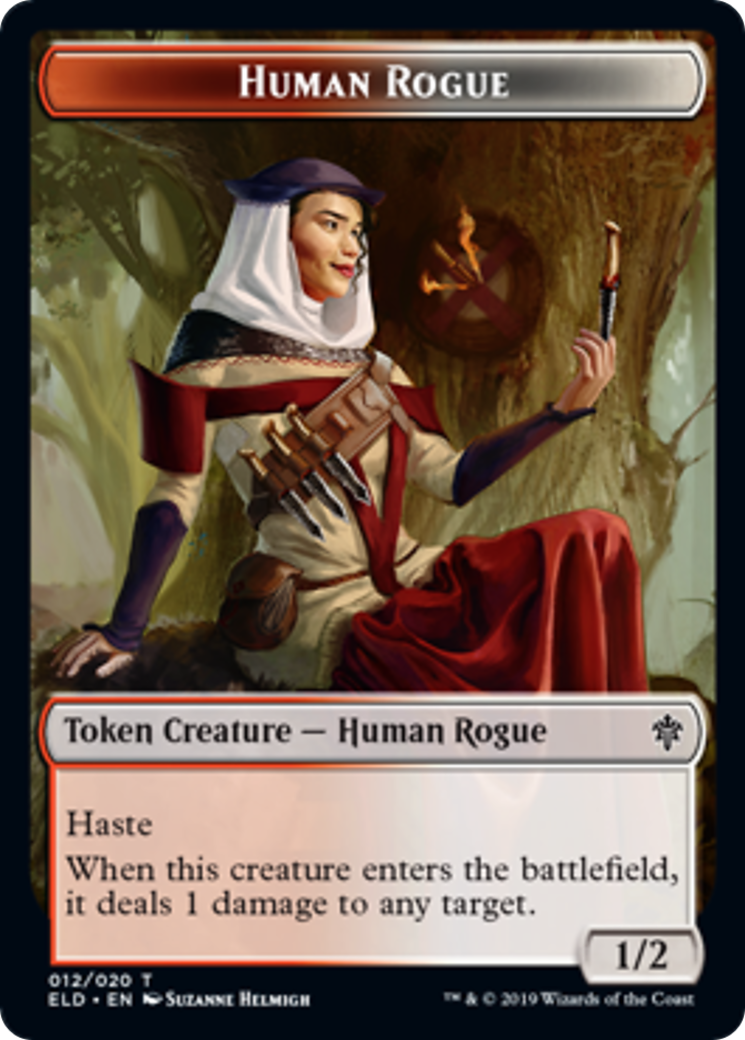 Human Rogue
Token Creature — Human Rogue
Haste
When this creature enters the battlefield,
it deals 1 damage to any target.
1/2
012/020 T
ELD • EN Suzanne Helmigh
™ & © 2019 Wizards of the Coast